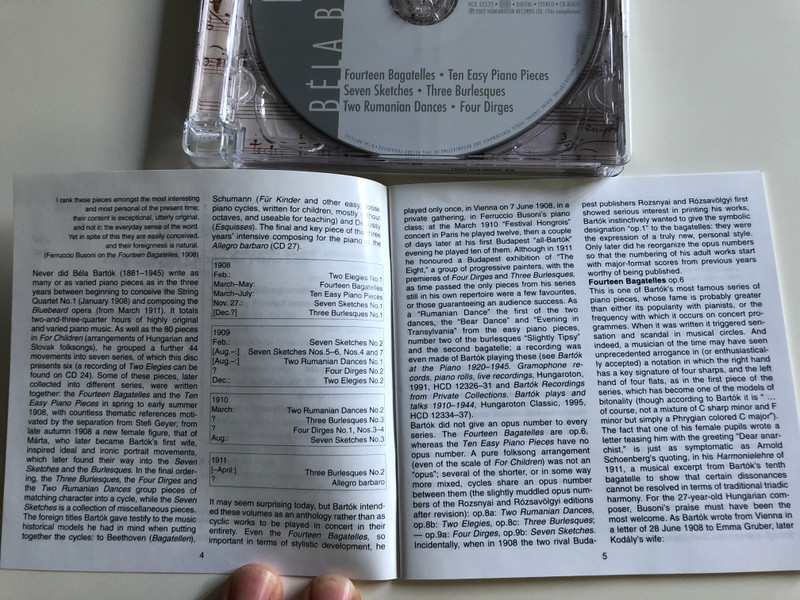 HCD 32525 • DIGITAL • STEREO • CD AUDIO
℗ 2007 HUNGAROTON RECORDS LTD. (This compilation)
BÉLA B
Fourteen Bagatelles • Ten Easy Piano Pieces
Seven Sketches • Three Burlesques
Two Rumanian Dances • Four Dirges
I rank these pieces amongst the most interesting
and most personal of the present time;
their content is exceptional, utterly original,
and not in the everyday sense of the word.
Yet in spite of this they are easily conceived,
and their foreignness is natural.
(Ferruccio Busoni on the Fourteen Bagatelles, 1908)
Never did Béla Bartók (1881–1945) write as
many or as varied piano pieces as in the three
years between beginning to conceive the String
Quartet No.1 (January 1908) and composing the
Bluebeard opera (from March 1911). It totals
two-and-three-quarter hours of highly original
and varied piano music. As well as the 80 pieces
in For Children (arrangements of Hungarian and
Slovak folksongs), he grouped a further 44
movements into seven series, of which this disc
presents six (a recording of Two Elegies can be
found on CD 24). Some of these pieces, later
collected into different series, were written
together: the Fourteen Bagatelles and the Ten
Easy Piano Pieces in spring to early summer
1908, with countless thematic references moti-
vated by the separation from Stefi Geyer; from
late autumn 1908 a new female figure, that of
Márta, who later became Bartók's first wife,
inspired ideal and ironic portrait movements,
which later found their way into the Seven
Sketches and the Burlesques. In the final order-
ing, the Three Burlesques, the Four Dirges and
the Two Rumanian Dances group pieces of
matching character into a cycle, while the Seven
Sketches is a collection of miscellaneous pieces.
The foreign titles Bartók gave testify to the music
historical models he had in mind when putting
together the cycles: to Beethoven (Bagatellen),
Schumann (Für Kinder and other easy,
piano cycles, written for children, mostly
octaves, and useable for teaching) and
(Esquisses). The final and key piece of the three
years' intensive composing for the piano is the
Allegro barbaro (CD 27).
1908
Feb.: Two Elegies No.1
March–May: Fourteen Bagatelles
March–July: Ten Easy Piano Pieces
Nov. 27.: Seven Sketches No.1
[Dec.?] Three Burlesques No.1
1909
Feb.: Seven Sketches No.2
[Aug.–:] Seven Sketches Nos.5–6, Nos.4 and 7
[Aug.–:] Two Rumanian Dances No.1
? Four Dirges No.2
Dec.: Two Elegies No.2
1910
March: Two Rumanian Dances No.2
? Three Burlesques No.3
? Four Dirges No.1, Nos.3–4
Aug.: Seven Sketches No.3
1911
[–April:] Three Burlesques No.2
? Allegro barbaro
It may seem surprising today, but Bartók intend-
ed these volumes as an anthology rather than as
cyclic works to be played in concert in their
entirety. Even the Fourteen Bagatelles, so
important in terms of stylistic development, he
4
played only once, in Vienna on 7 June 1908, in a
private gathering, in Ferruccio Busoni's piano
class; at the March 1910 "Festival Hongrois"
concert in Paris he played twelve, then a couple
of days later at his first Budapest "all-Bartók"
evening he played ten of them. Although in 1911
he honoured a Budapest exhibition of "The
Eight," a group of progressive painters, with the
premieres of Four Dirges and Three Burlesques,
as time passed the only pieces from his series
still in his own repertoire were a few favourites,
or those guaranteeing an audience success. As
a "Rumanian Dance" the first of the two
dances, the "Bear Dance" and "Evening in
Transylvania" from the easy piano pieces,
number two of the burlesques "Slightly Tipsy"
and the second bagatelle; a recording was
even made of Bartók playing these (see Bartók
at the Piano 1920–1945. Gramophone re-
cords, piano rolls, live recordings, Hungaroton,
1991, HCD 12326–31 and Bartók Recordings
from Private Collections. Bartók plays and
talks 1910–1944, Hungaroton Classic, 1995,
HCD 12334–37).
Bartók did not give an opus number to every
series. The Fourteen Bagatelles are op.6,
whereas the Ten Easy Piano Pieces have no
opus number. A pure folksong arrangement
(even of the scale of For Children) was not an
"opus"; several of the shorter, or in some way
more mixed, cycles share an opus number
between them (the slightly muddled opus num-
bers of the Rozsnyai and Rózsavölgyi editions
after revision): op.8a: Two Rumanian Dances,
op.8b: Two Elegies, op.8c: Three Burlesques;
— op.9a: Four Dirges, op.9b: Seven Sketches.
Incidentally, when in 1908 the two rival Buda-
pest publishers Rozsnyai and Rózsavölgyi first
showed serious interest in printing his works,
Bartók instinctively wanted to give the symbolic
designation "op.1" to the bagatelles: they were
the expression of a truly new, personal style.
Only later did he reorganize the opus numbers
so that the numbering of his adult works start
with major-format scores from previous years
worthy of being published.
Fourteen Bagatelles op.6
This is one of Bartók's most famous series of
piano pieces, whose fame is probably greater
than either its popularity with pianists, or the
frequency with which it occurs on concert pro-
grammes. When it was written it triggered sen-
sation and scandal in musical circles. And
indeed, a musician of the time may have seen
unprecedented arrogance in (or enthusiastical-
ly accepted) a notation in which the right hand
has a key signature of four sharps, and the left
hand of four flats, as in the first piece of the
series, which has become one of the models of
bitonality (though according to Bartók it is " …
of course, not a mixture of C sharp minor and F
minor but simply a Phrygian colored C major").
The fact that one of his female pupils wrote a
letter teasing him with the greeting "Dear anar-
chist," is just as symptomatic as Arnold
Schoenberg's quoting, in his Harmonielehre of
1911, a musical excerpt from Bartók's tenth
bagatelle to show that certain dissonances
cannot be resolved in terms of traditional triadic
harmony. For the 27-year-old Hungarian com-
poser, Busoni's praise must have been the
most welcome. As Bartók wrote from Vienna in
a letter of 28 June 1908 to Emma Gruber, later
Kodály's wife:
5